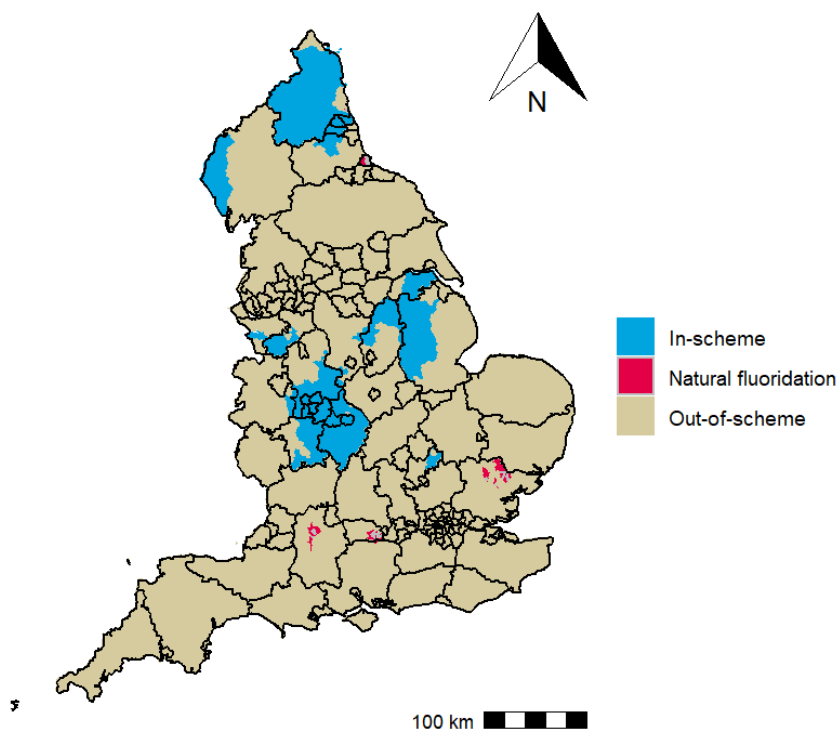 N
In-scheme
Natural fluoridation
Out-of-scheme
100 km